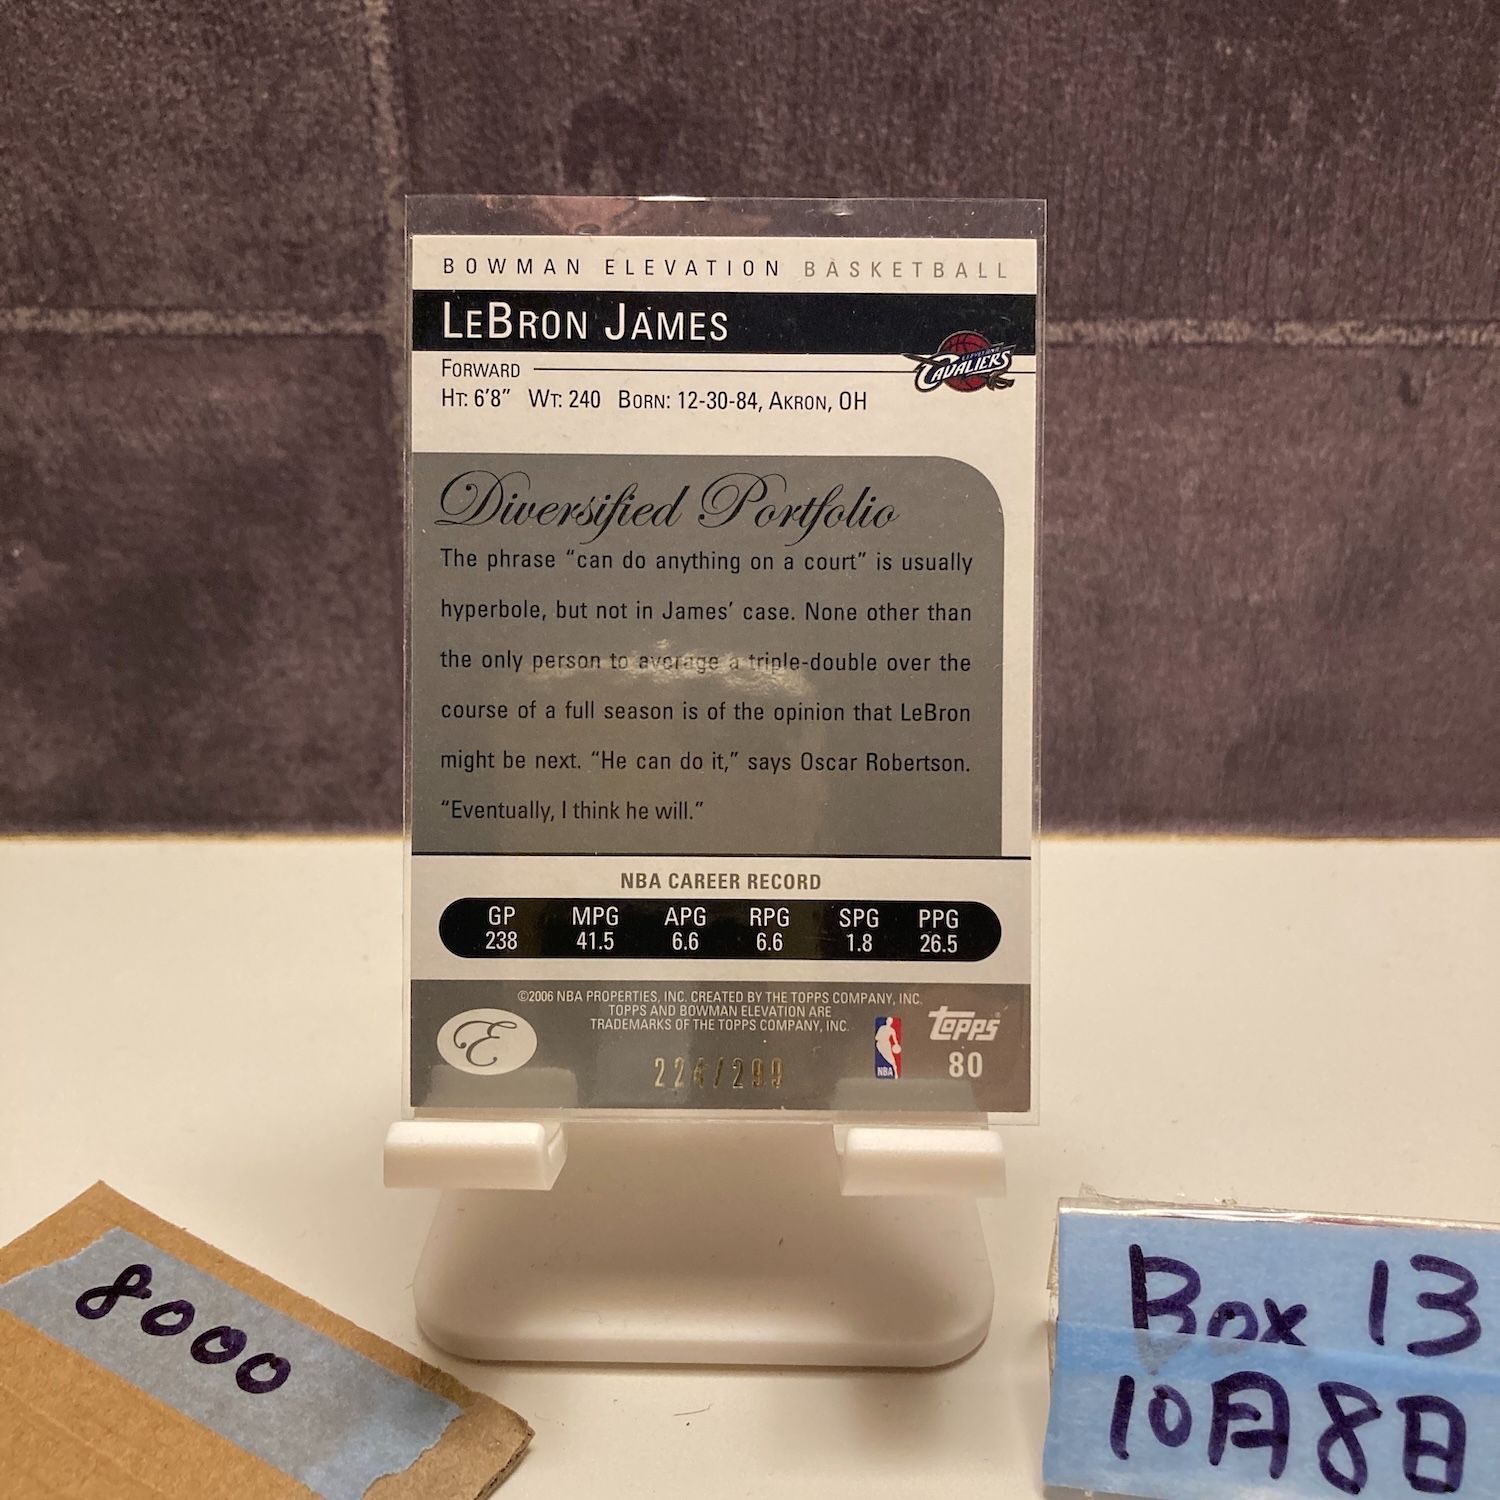 BOWMAN ELEVATION BASKETBALL
LEBRON JAMES
FORWARD
CAVALIERS
HT: 6'8" WT: 240 BORN: 12-30-84, AKRON, OH
Diversified Portfolio
The phrase “can do anything on a court” is usually
hyperbole, but not in James’ case. None other than
the only person to average a triple-double over the
course of a full season is of the opinion that LeBron
might be next. “He can do it,” says Oscar Robertson.
“Eventually, I think he will.”
NBA CAREER RECORD
GP MPG APG RPG SPG PPG
238 41.5 6.6 6.6 1.8 26.5
©2006 NBA PROPERTIES, INC. CREATED BY THE TOPPS COMPANY, INC.
TOPPS AND BOWMAN ELEVATION ARE
TRADEMARKS OF THE TOPPS COMPANY, INC.
E
NBA
topps
80
8000
Box 13
10月8日